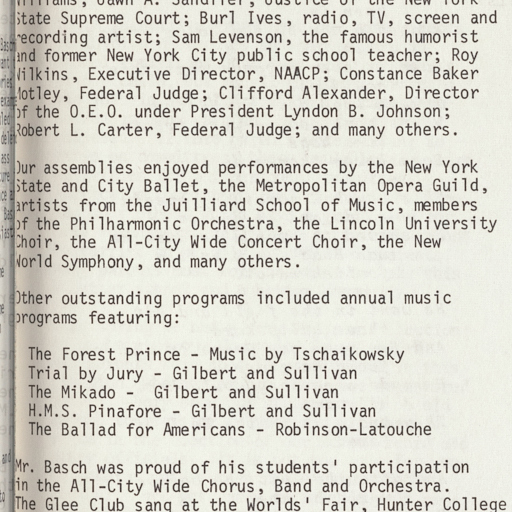 Williams, Dawn A. Sandifer, Justice of the New York
State Supreme Court; Burl Ives, radio, TV, screen and
recording artist; Sam Levenson, the famous humorist
and former New York City public school teacher; Roy
Wilkins, Executive Director, NAACP; Constance Baker
Motley, Federal Judge; Clifford Alexander, Director
of the O.E.O. under President Lyndon B. Johnson;
Robert L. Carter, Federal Judge; and many others.
Our assemblies enjoyed performances by the New York
State and City Ballet, the Metropolitan Opera Guild,
artists from the Juilliard School of Music, members
of the Philharmonic Orchestra, the Lincoln University
Choir, the All-City Wide Concert Choir, the New
World Symphony, and many others.
Other outstanding programs included annual music
programs featuring:
The Forest Prince - Music by Tschaikowsky
Trial by Jury - Gilbert and Sullivan
The Mikado - Gilbert and Sullivan
H.M.S. Pinafore - Gilbert and Sullivan
The Ballad for Americans - Robinson-Latouche
Mr. Basch was proud of his students' participation
in the All-City Wide Chorus, Band and Orchestra.
The Glee Club sang at the Worlds' Fair, Hunter College